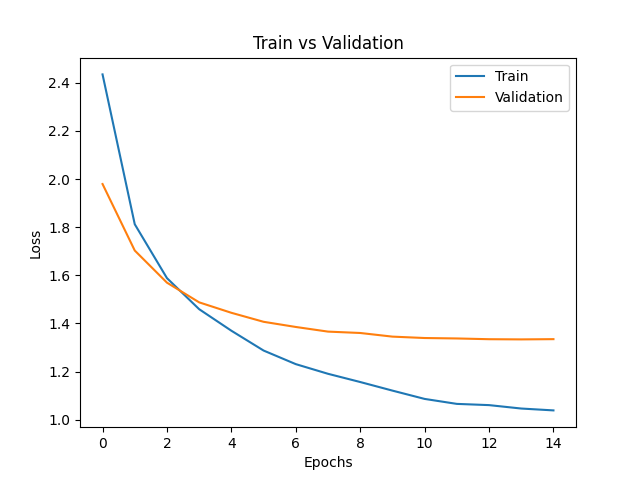 Train vs Validation
Train
Validation
2.4
2.2
2.0
1.8
1.6
1.4
1.2
1.0
Loss
0 2 4 6 8 10 12 14
Epochs